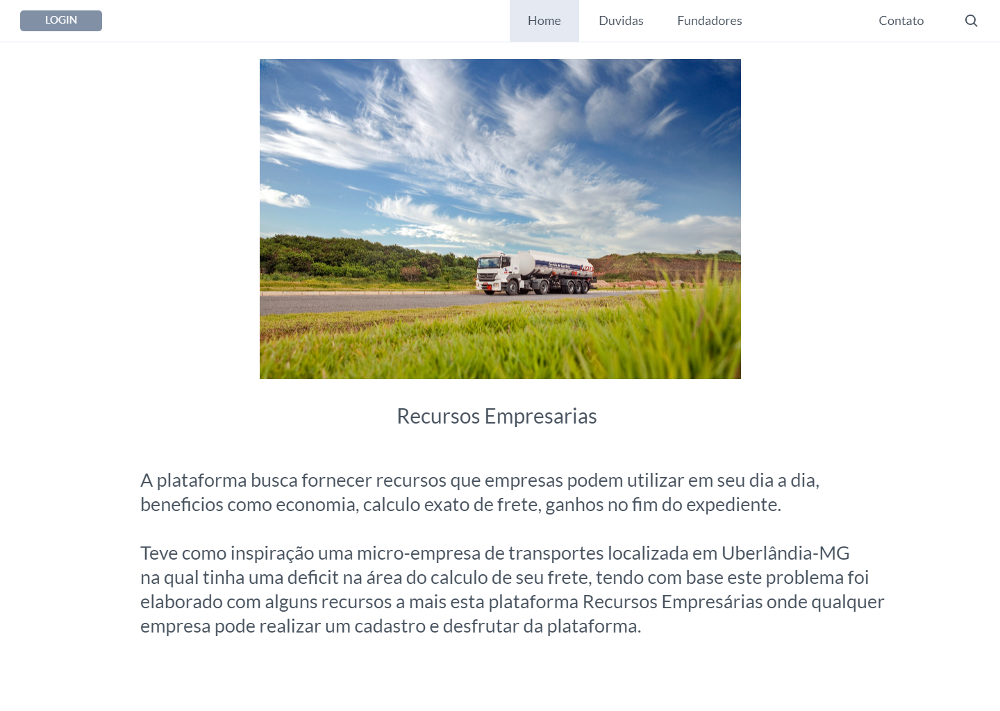 LOGIN
Home
Duvidas
Fundadores
Contato
Recursos Empresarias
A plataforma busca fornecer recursos que empresas podem utilizar em seu dia a dia,
beneficios como economia, calculo exato de frete, ganhos no fim do expediente.
Teve como inspiração uma micro-empresa de transportes localizada em Uberlândia-MG
na qual tinha uma deficit na área do calculo de seu frete, tendo com base este problema foi
elaborado com alguns recursos a mais esta plataforma Recursos Empresárias onde qualquer
empresa pode realizar um cadastro e desfrutar da plataforma.